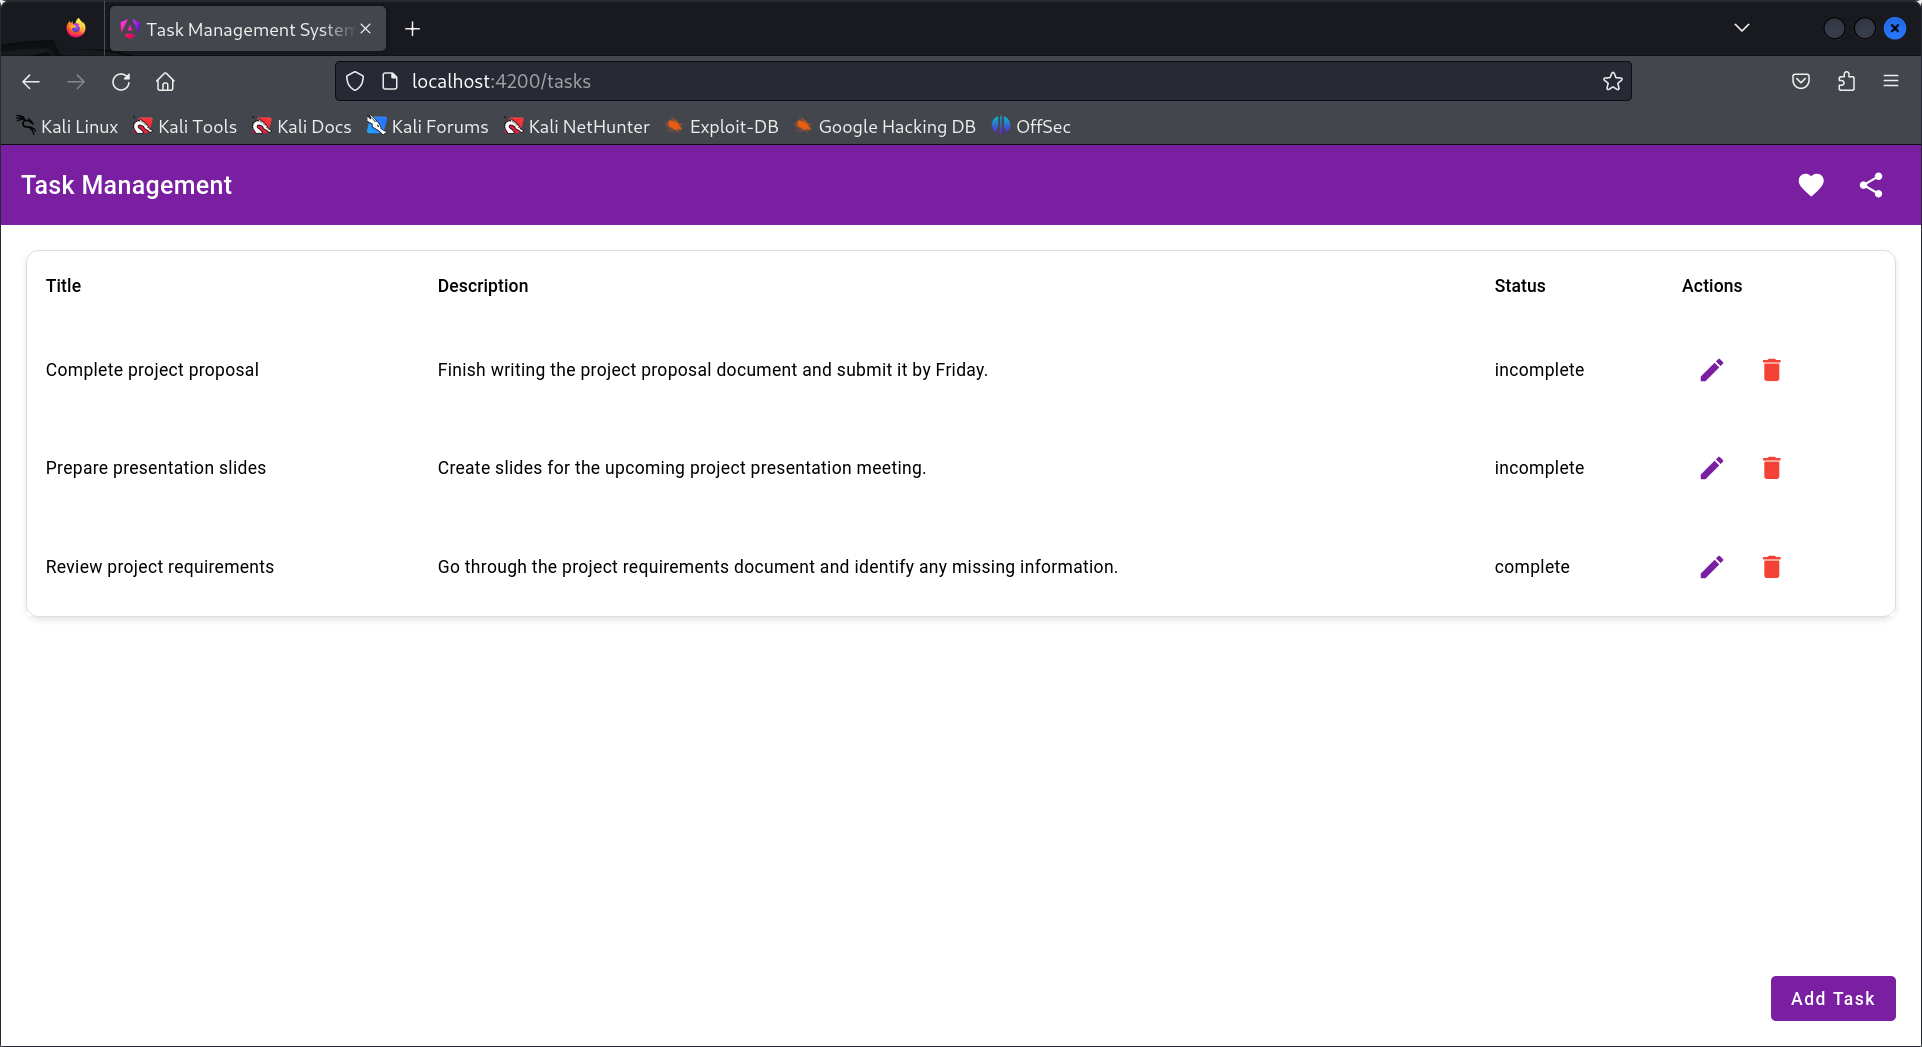 Task Management System
localhost:4200/tasks
Kali Linux Kali Tools Kali Docs Kali Forums Kali NetHunter Exploit-DB Google Hacking DB OffSec
Task Management
Title Description Status Actions
Complete project proposal Finish writing the project proposal document and submit it by Friday. incomplete
Prepare presentation slides Create slides for the upcoming project presentation meeting. incomplete
Review project requirements Go through the project requirements document and identify any missing information. complete
Add Task